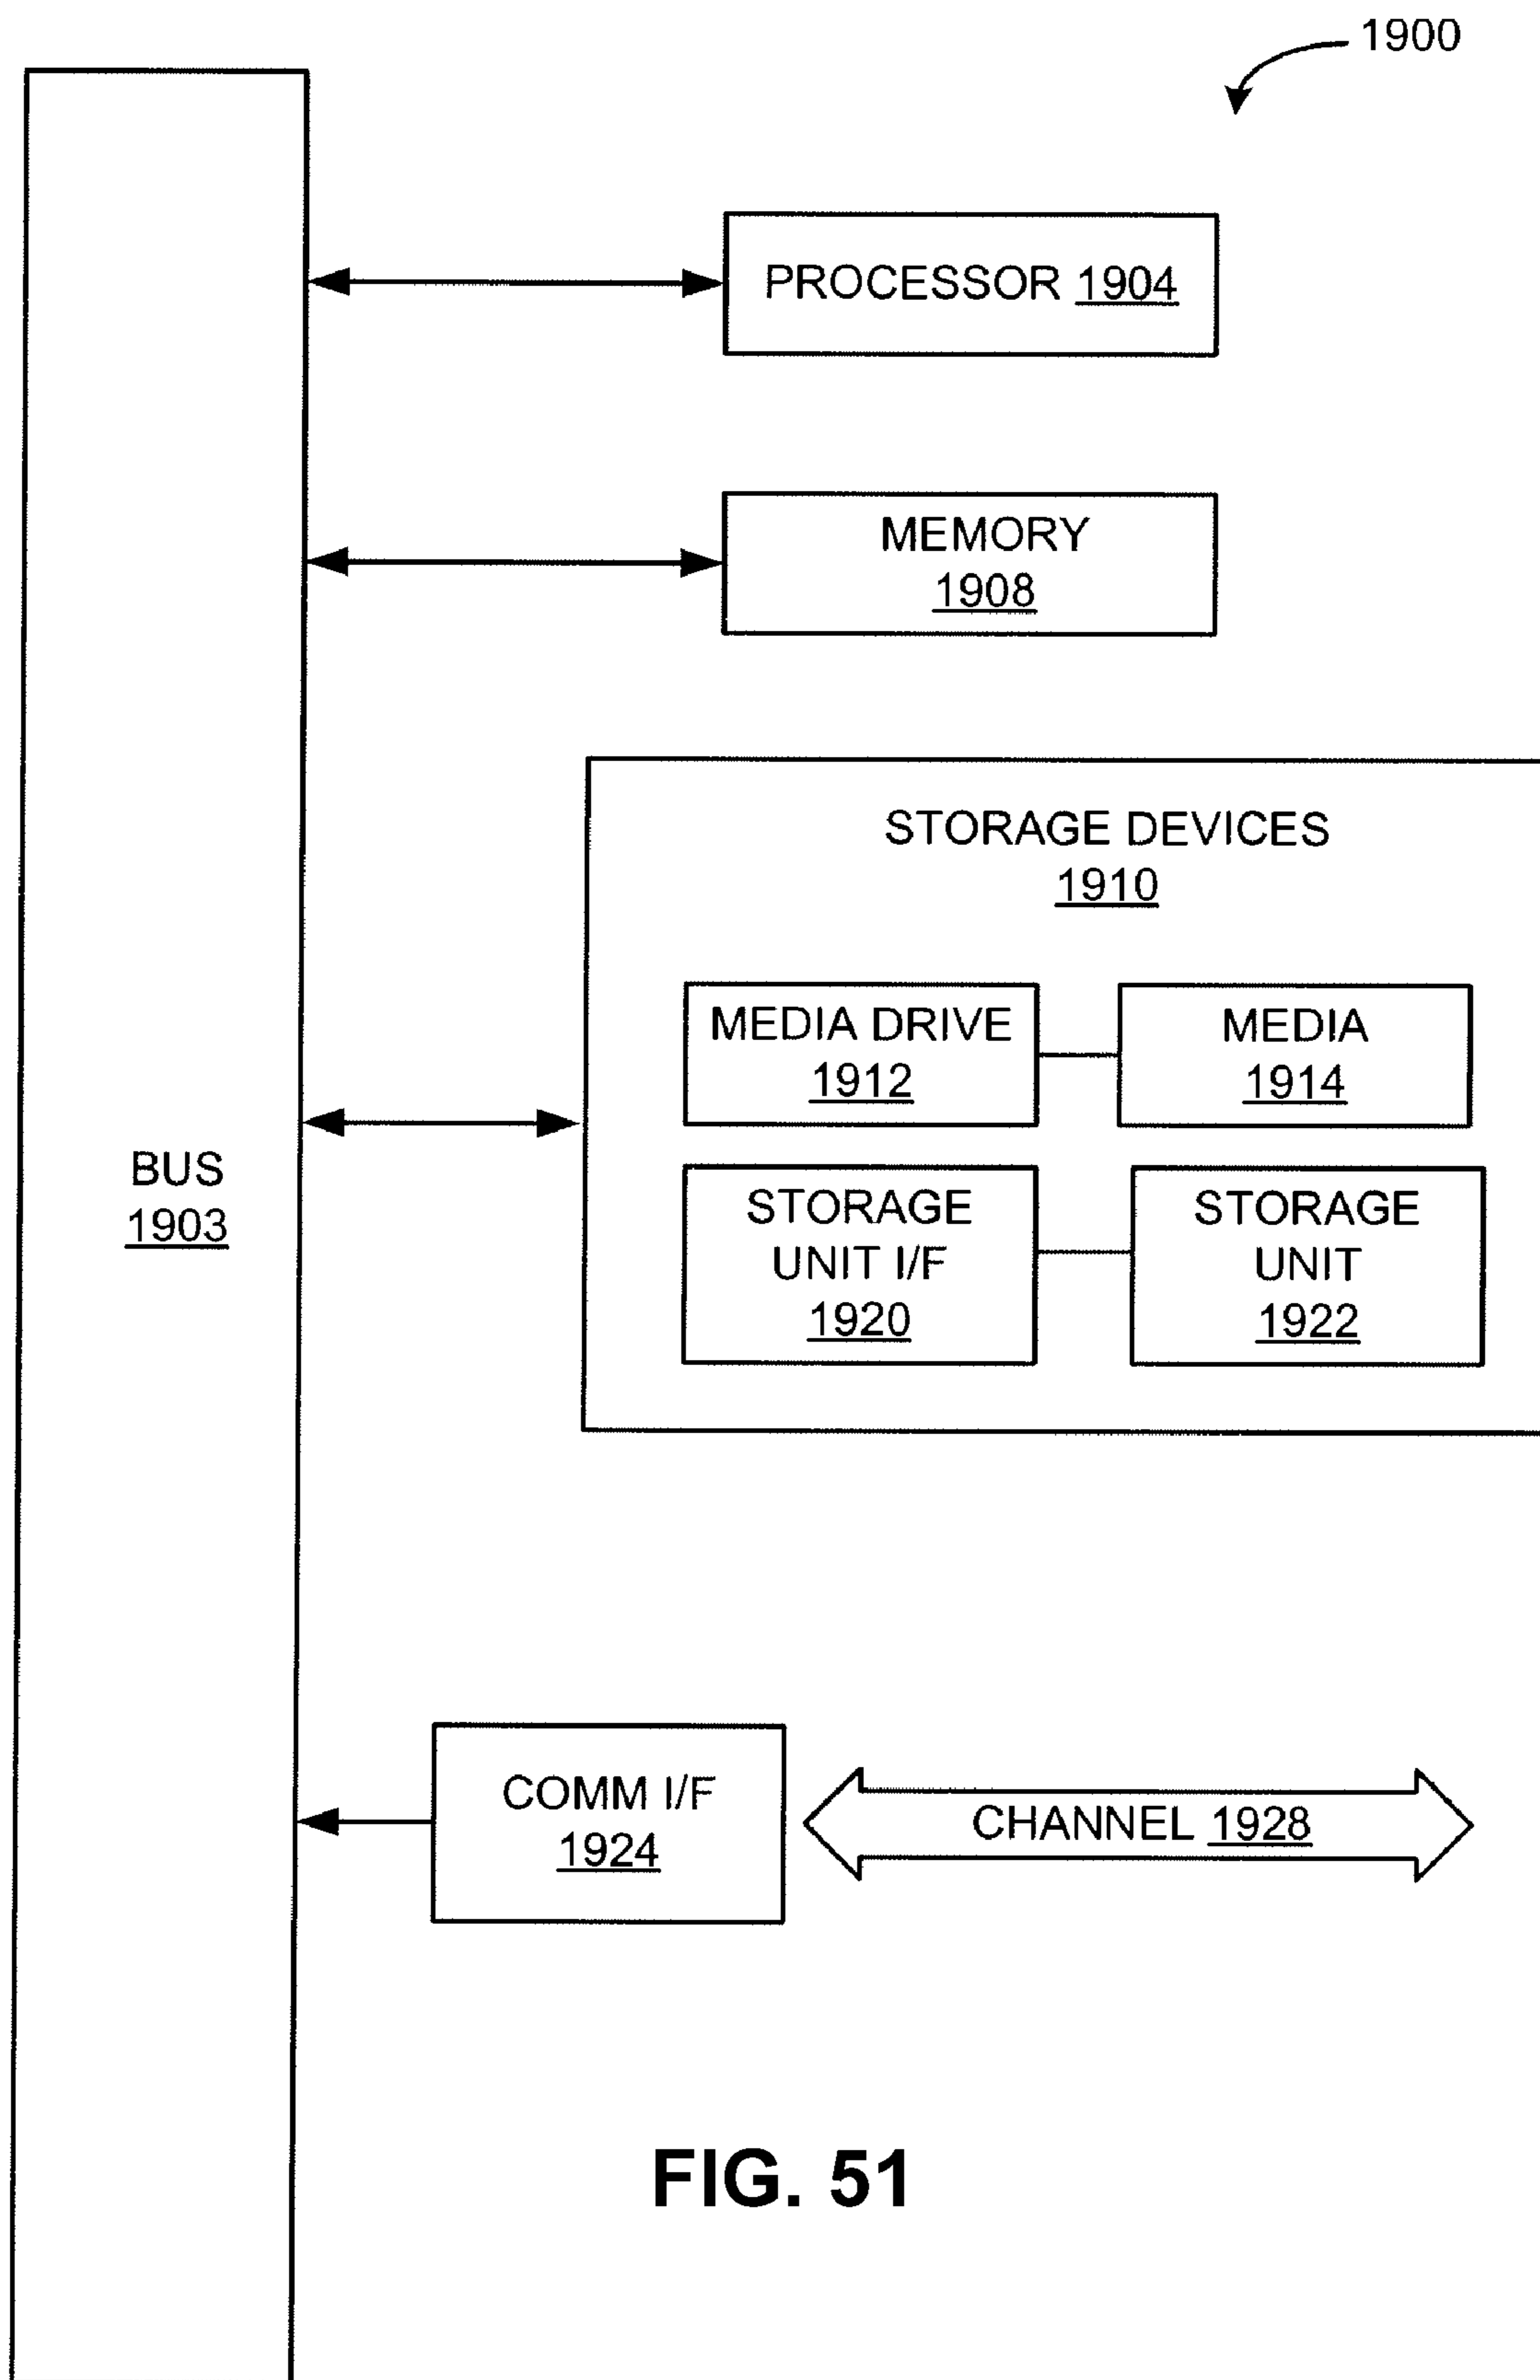 1900
PROCESSOR 1904
MEMORY
1908
STORAGE DEVICES
1910
MEDIA DRIVE
1912
MEDIA
1914
BUS
1903
STORAGE
UNIT I/F
1920
STORAGE
UNIT
1922
COMM I/F
1924
CHANNEL 1928
FIG. 51